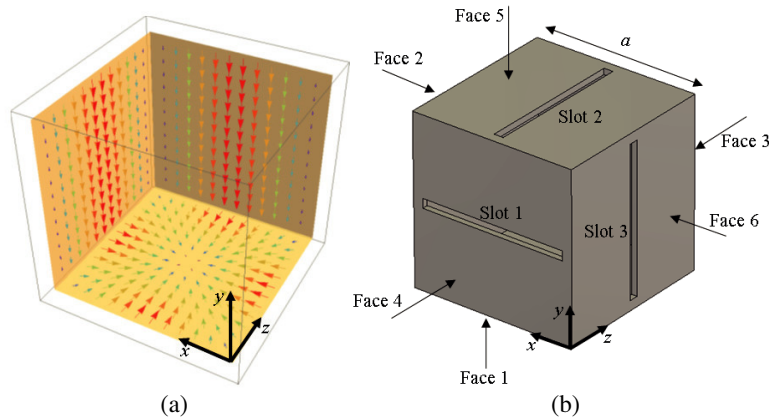 Face 5
a
Face 2
Slot 2
Face 3
Slot 1
Slot 3
Face 6
Face 4
y
z
x
y
z
x
Face 1
(a)
(b)